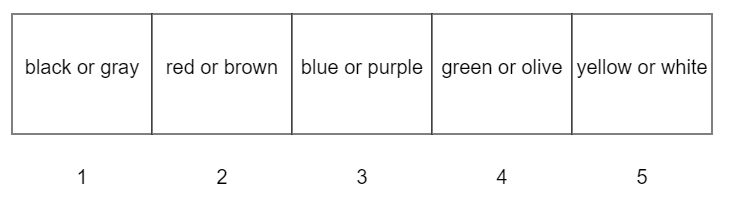 black or gray red or brown blue or purple green or olive yellow or white
1 2 3 4 5